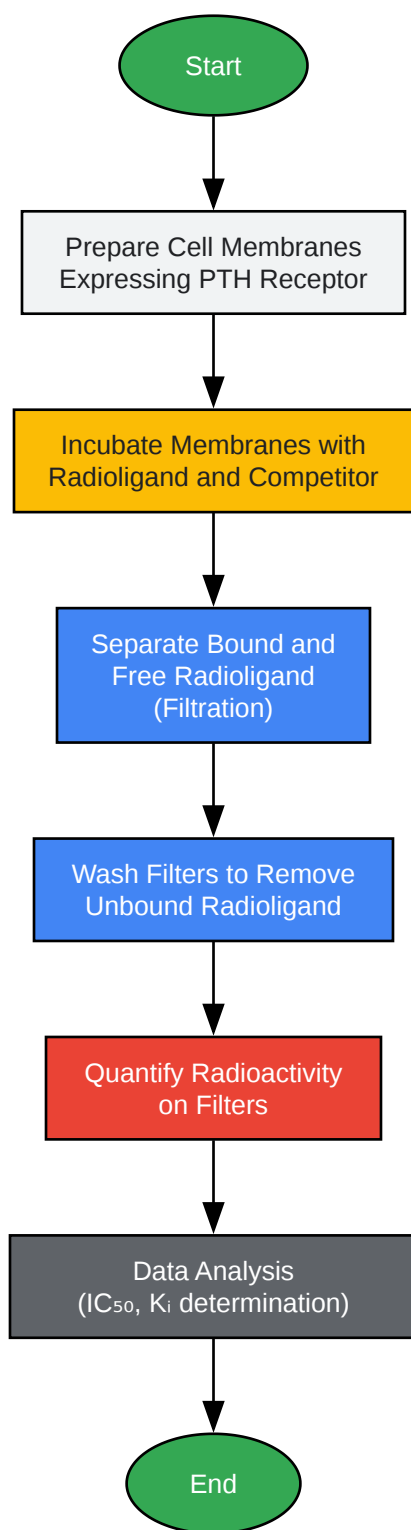 Start
Prepare Cell Membranes
Expressing PTH Receptor
Incubate Membranes with
Radioligand and Competitor
Separate Bound and
Free Radioligand
(Filtration)
Wash Filters to Remove
Unbound Radioligand
Quantify Radioactivity
on Filters
Data Analysis
(IC₅₀, Kᵢ determination)
End